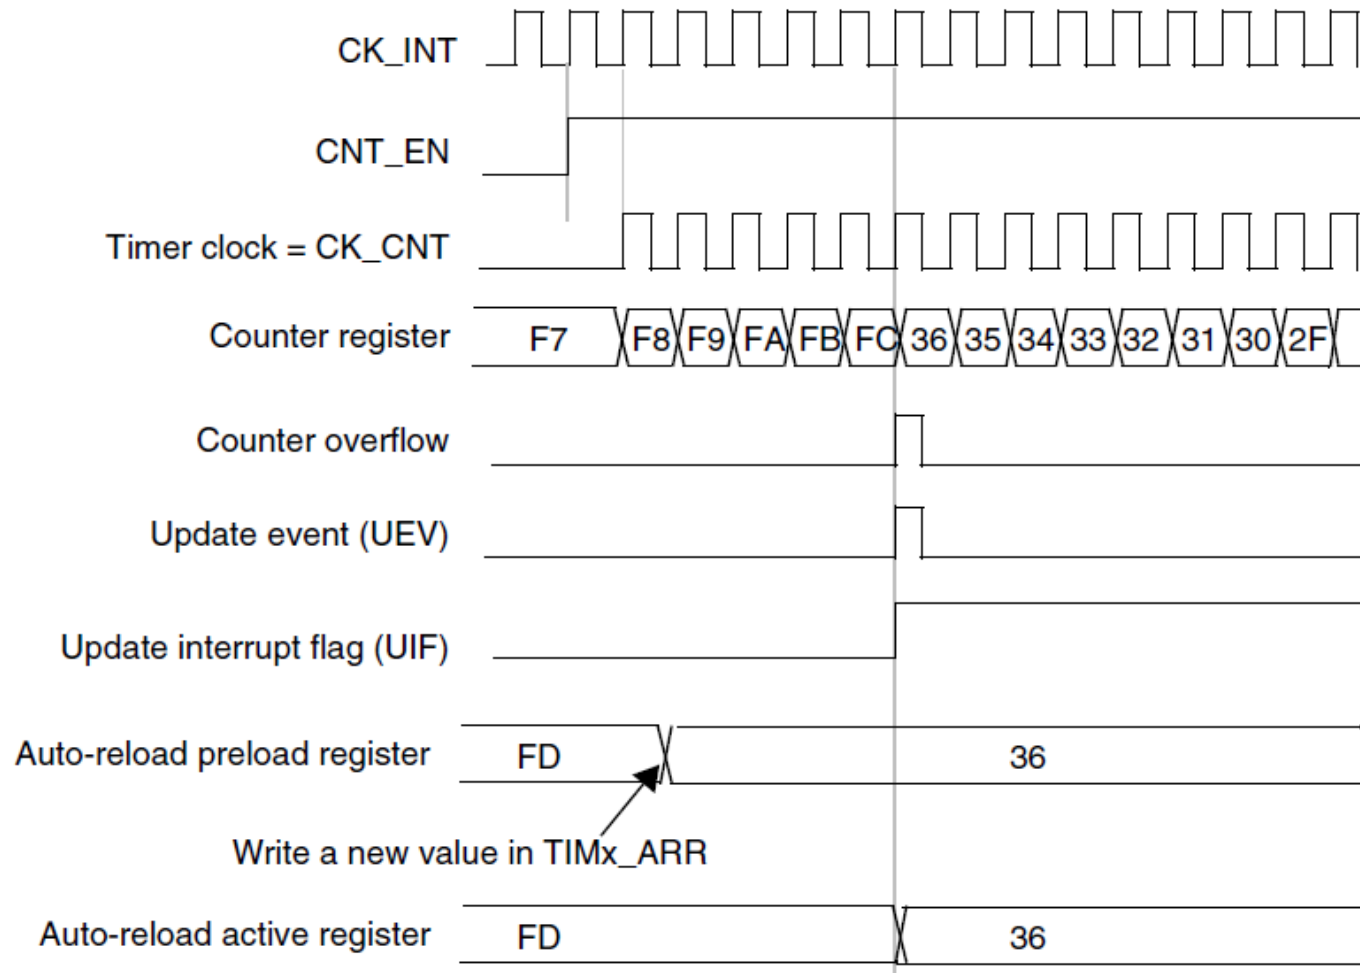 CK_INT
CNT_EN
Timer clock = CK_CNT
Counter register F7 F8 F9 FA FB FC 36 35 34 33 32 31 30 2F
Counter overflow
Update event (UEV)
Update interrupt flag (UIF)
Auto-reload preload register FD 36
Write a new value in TIMx_ARR
Auto-reload active register FD 36